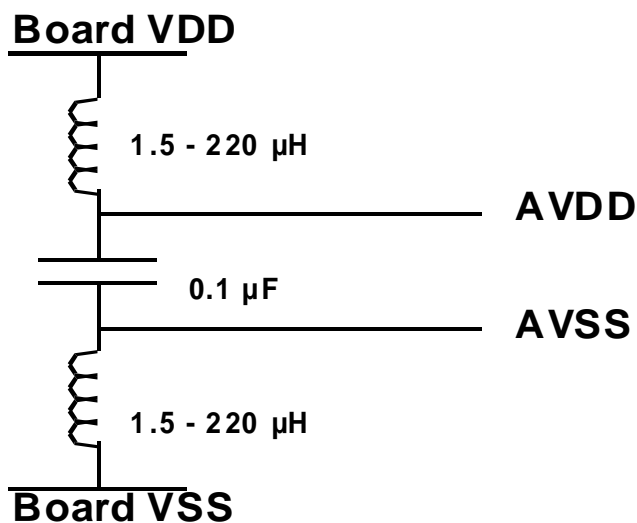 Board VDD
1.5 - 220 µH
AVDD
0.1 µF
AVSS
1.5 - 220 µH
Board VSS